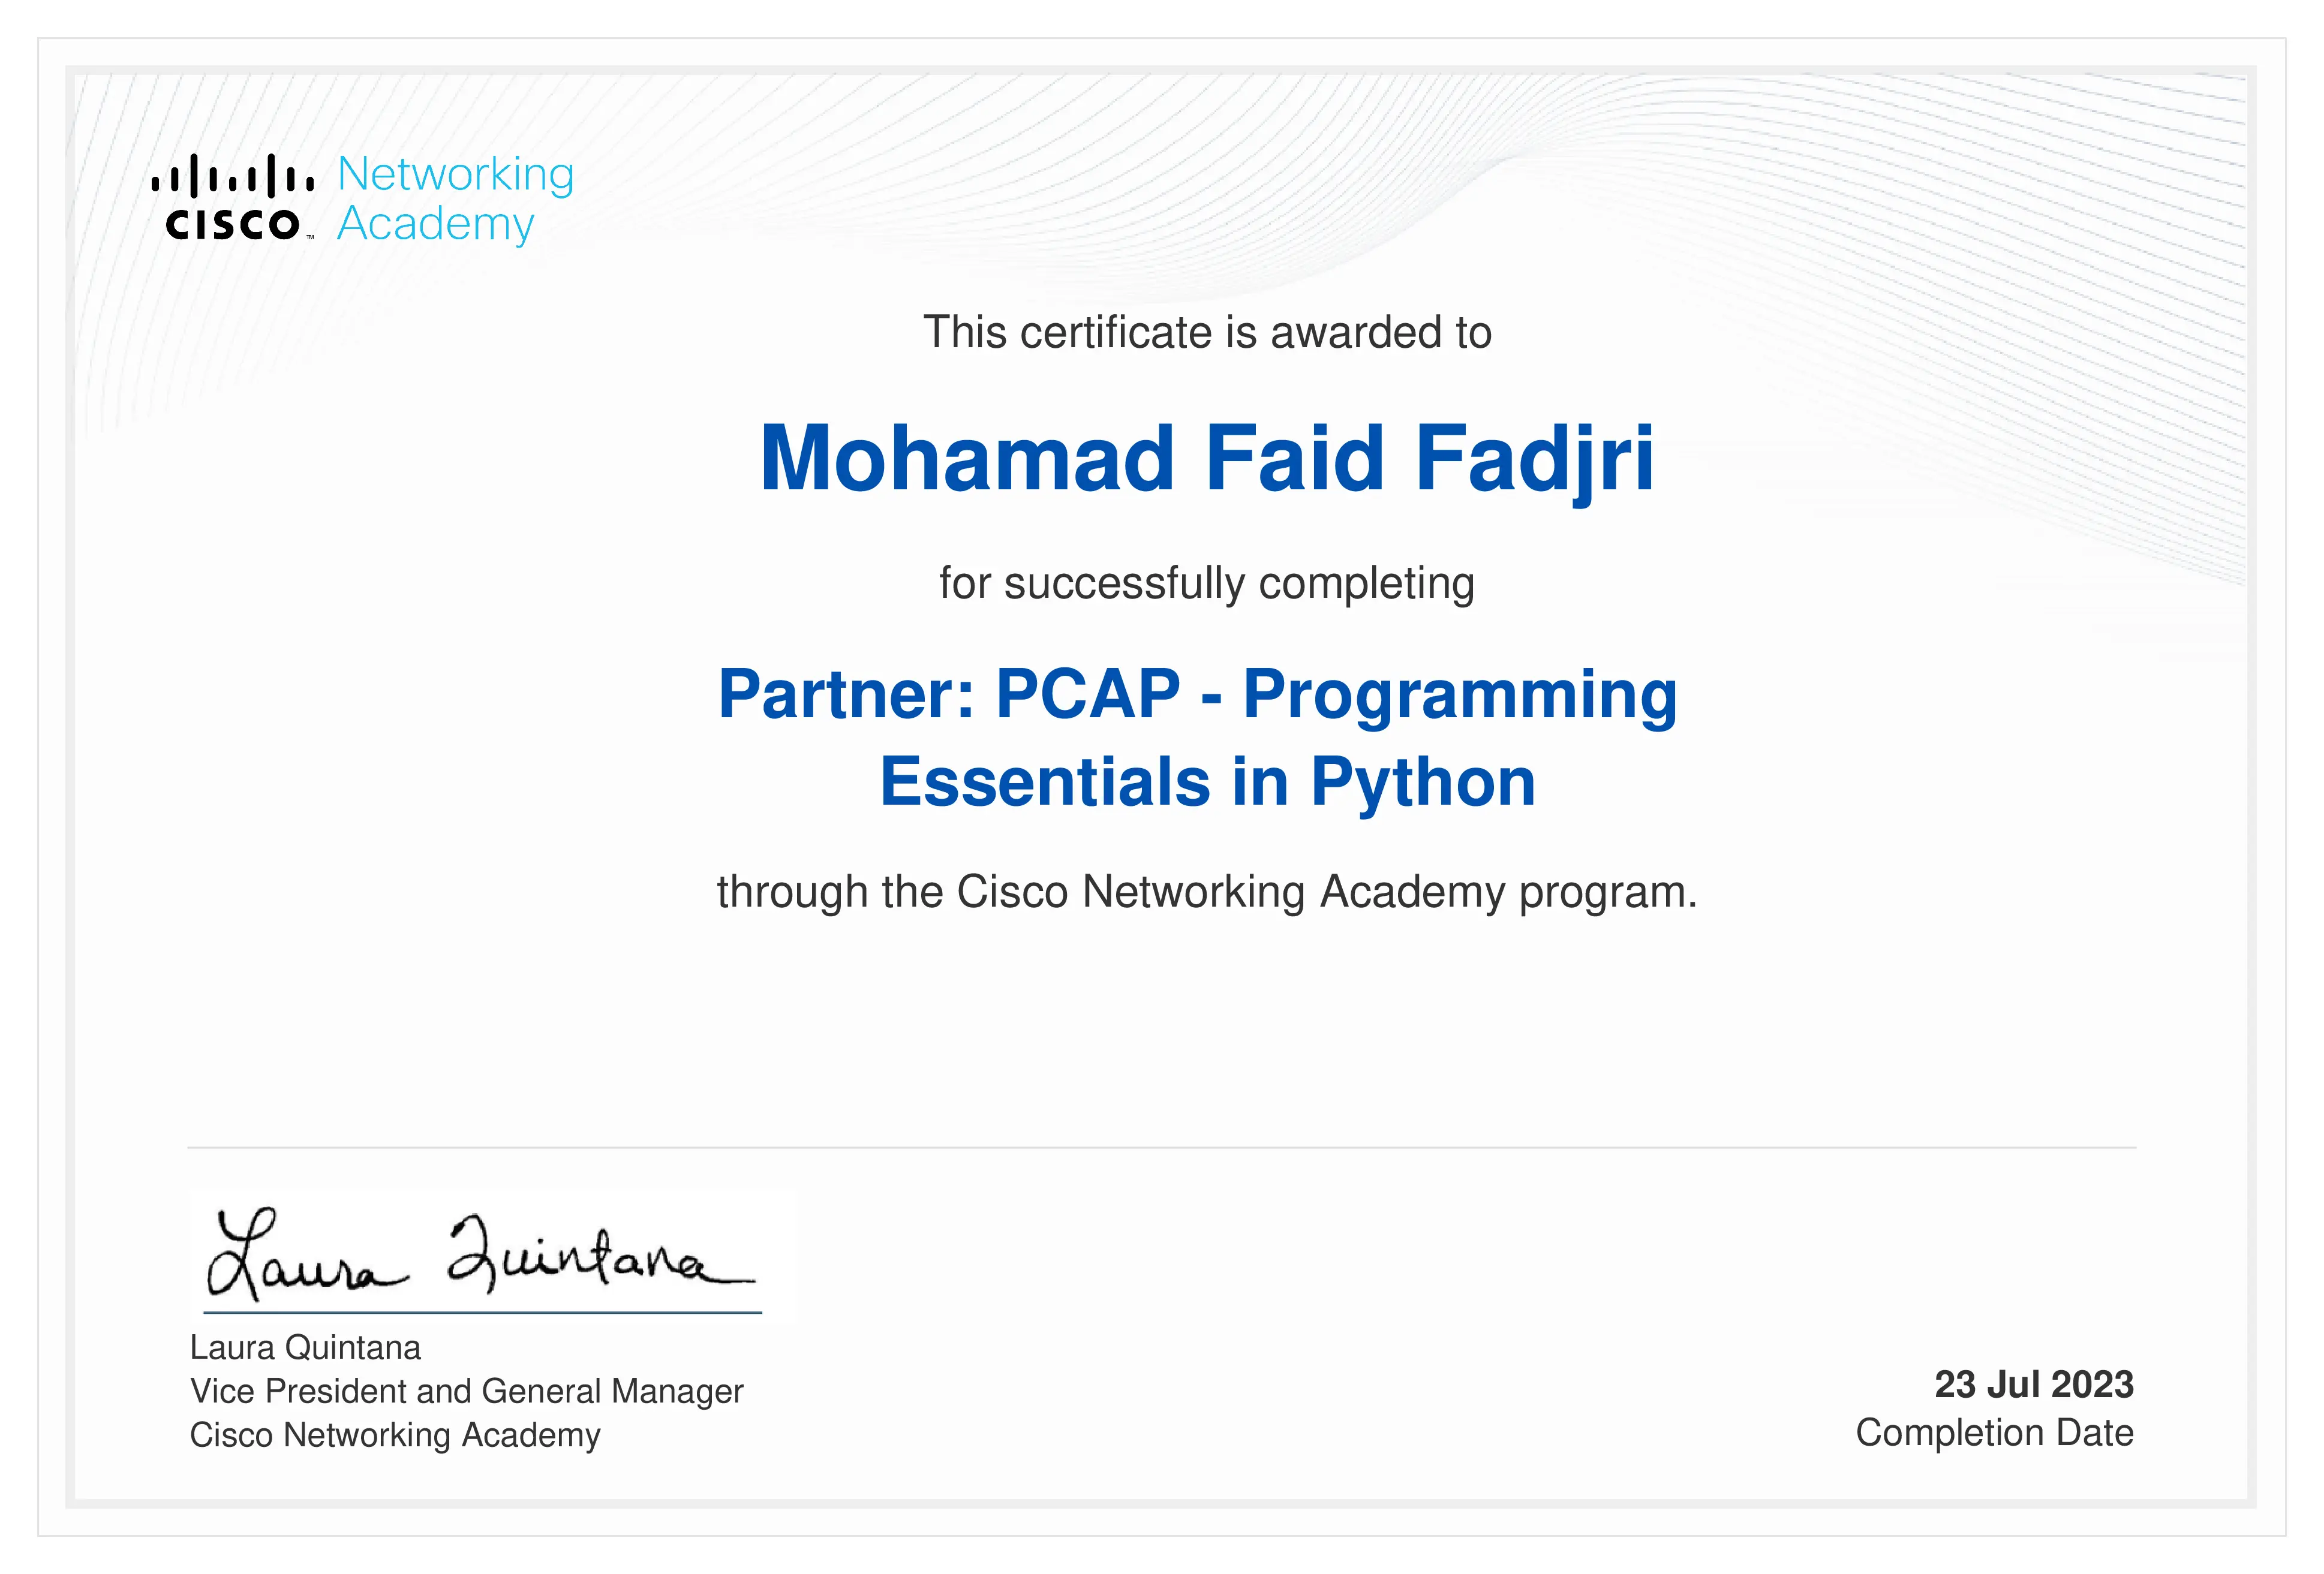 cisco™ Networking
Academy
This certificate is awarded to
Mohamad Faid Fadjri
for successfully completing
Partner: PCAP - Programming
Essentials in Python
through the Cisco Networking Academy program.
Laura Quintana
Laura Quintana
Vice President and General Manager
Cisco Networking Academy
23 Jul 2023
Completion Date